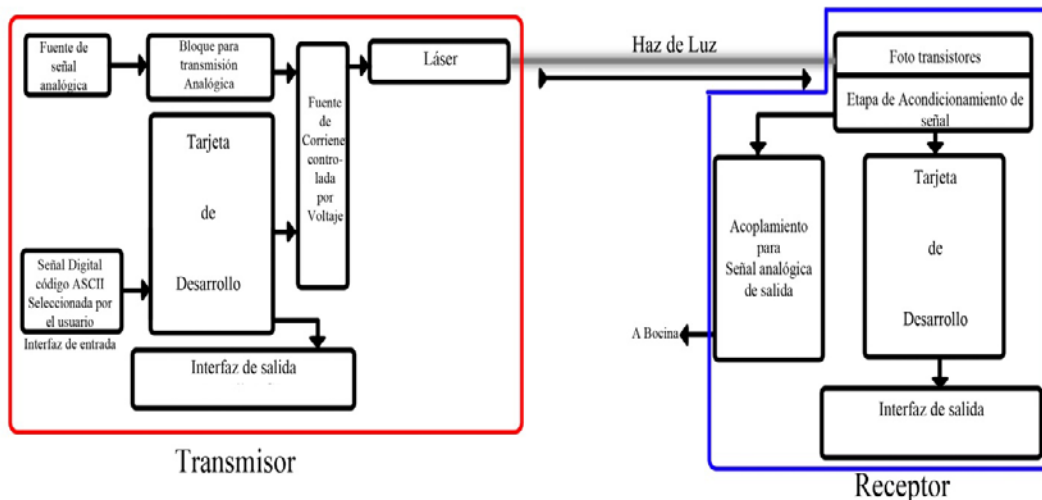 Fuente de
señal
analógica
Bloque para
transmisión
Analógica
Fuente
de
Corriene
contro-
lada
por
Voltaje
Láser
Tarjeta
de
Desarrollo
Señal Digital
código ASCII
Seleccionada por
el usuario
Interfaz de entrada
Interfaz de salida
Transmisor
Haz de Luz
Foto transistores
Etapa de Acondicionamiento de
señal
Acoplamiento
para
Señal analógica
de salida
A Bocina
Tarjeta
de
Desarrollo
Interfaz de salida
Receptor